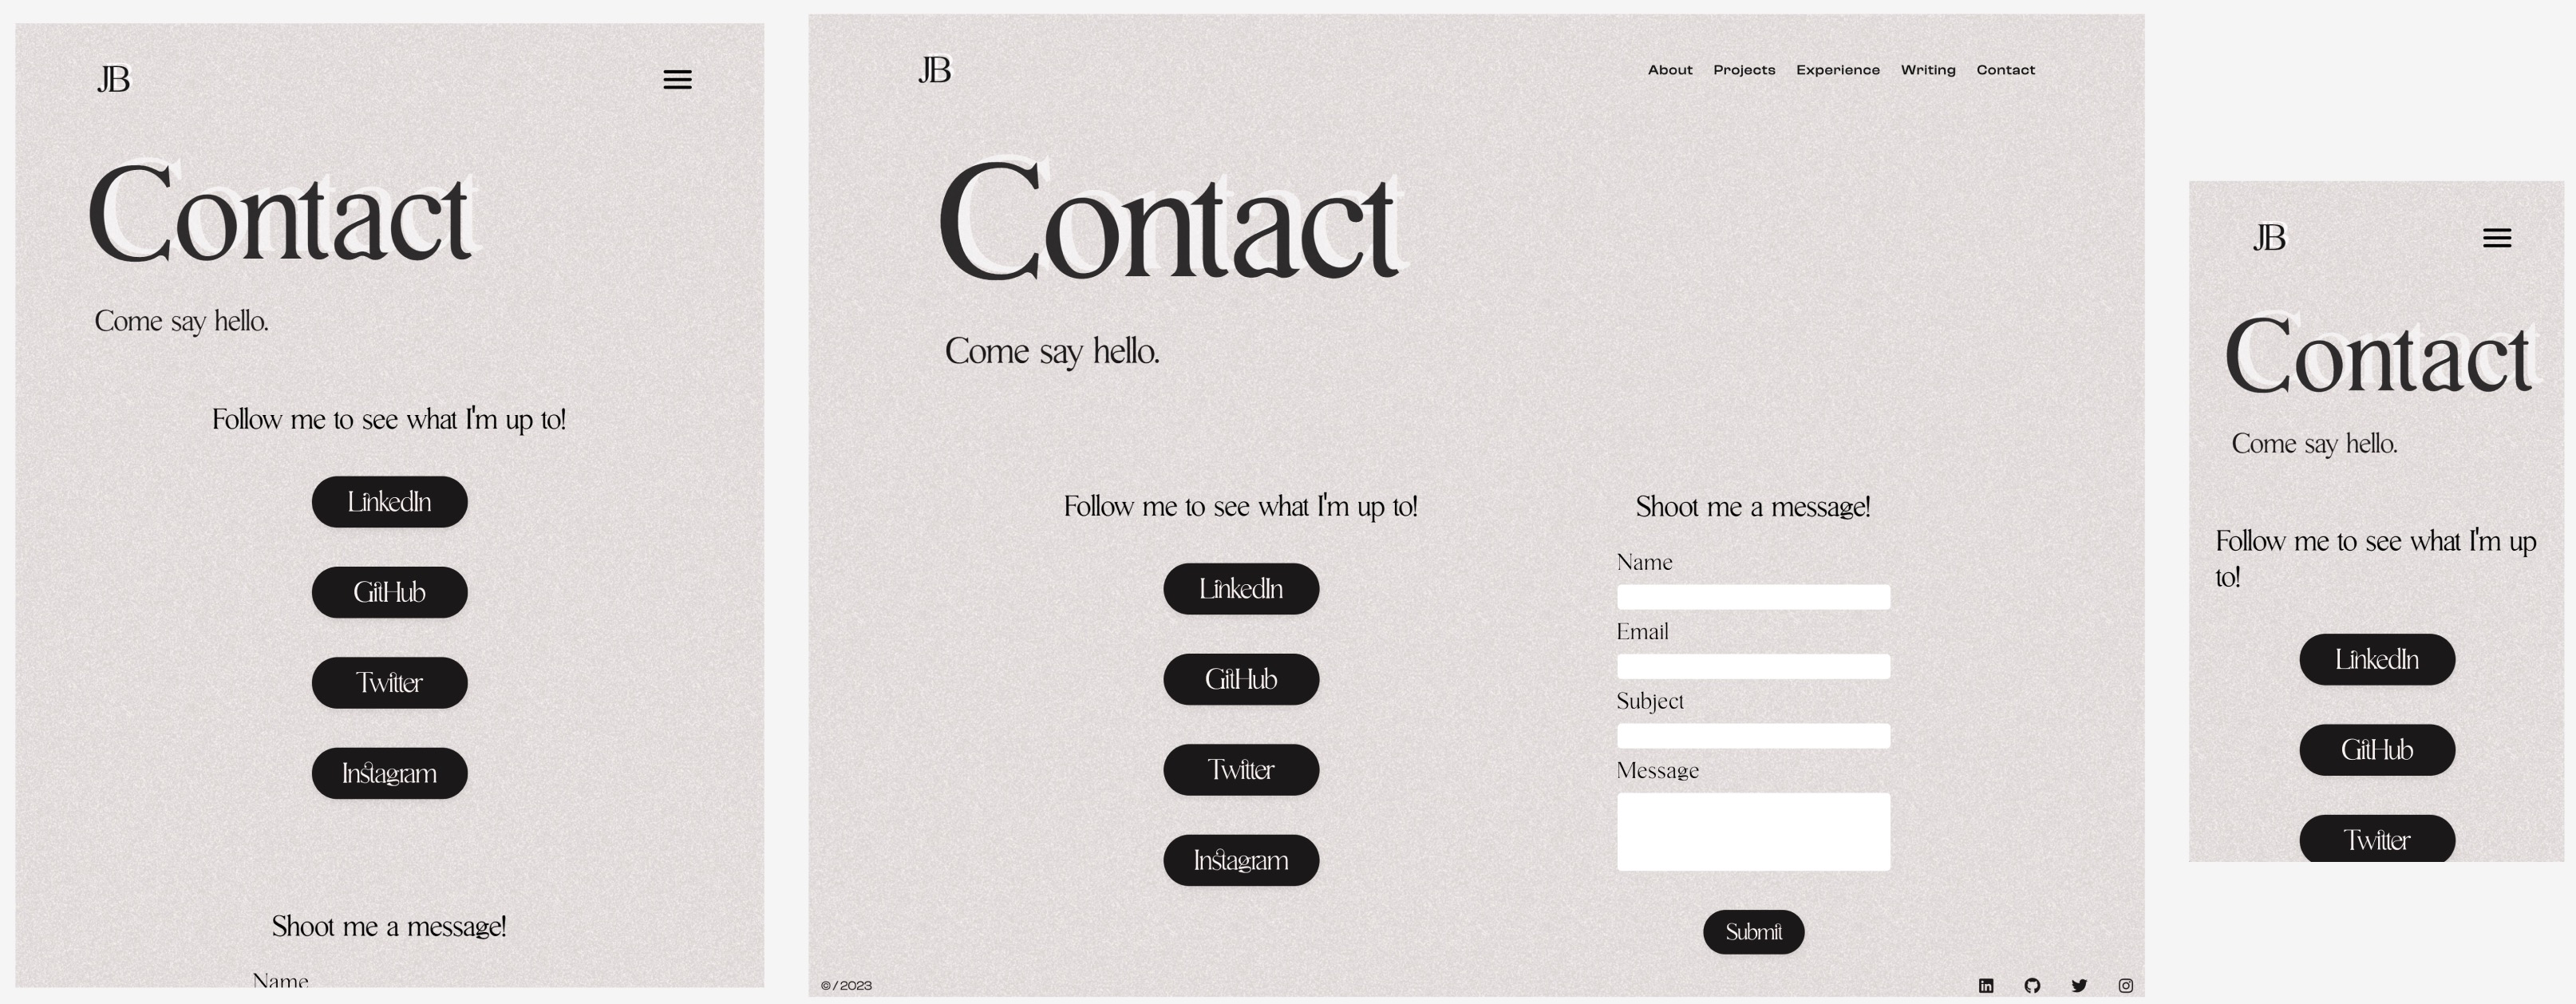 JB
Contact
Come say hello.
Follow me to see what I'm up to!
LinkedIn
GitHub
Twitter
Instagram
Shoot me a message!
Name
JB
About Projects Experience Writing Contact
Contact
Come say hello.
Follow me to see what I'm up to!
LinkedIn
GitHub
Twitter
Instagram
Shoot me a message!
Name
Email
Subject
Message
Submit
© / 2023
JB
Contact
Come say hello.
Follow me to see what I'm up
to!
LinkedIn
GitHub
Twitter